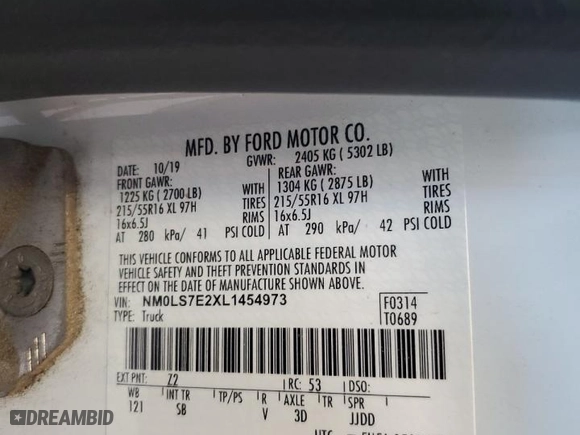 MFD. BY FORD MOTOR CO.
DATE: 10/19 GVWR: 2405 KG ( 5302 LB)
FRONT GAWR: REAR GAWR:
1225 KG ( 2700 LB) WITH 1304 KG ( 2875 LB) WITH
215/55R16 XL 97H TIRES 215/55R16 XL 97H TIRES
16x6.5J RIMS 16x6.5J RIMS
AT 280 kPa/ 41 PSI COLD AT 290 kPa/ 42 PSI COLD
THIS VEHICLE CONFORMS TO ALL APPLICABLE FEDERAL MOTOR
VEHICLE SAFETY AND THEFT PREVENTION STANDARDS IN
EFFECT ON THE DATE OF MANUFACTURE SHOWN ABOVE.
VIN: NM0LS7E2XL1454973 F0314
TYPE: Truck T0689
EXT PNT: Z2 RC: 53 DSO:
WB INT TR TP/PS R AXLE TR SPR
121 SB V 3D JJDD
UTC
DREAMBID